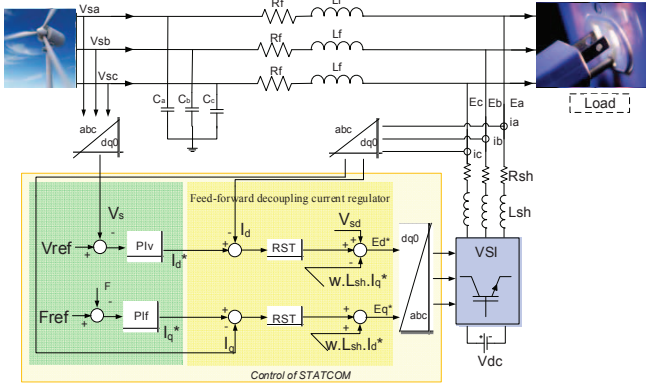 Vsa
Rf
Lf
Vsb
Rf
Lf
Vsc
Rf
Lf
Ca
Cb
Cc
Ec
Eb
Ea
ia
ib
ic
Load
abc
dq0
abc
dq0
Rsh
Lsh
Feed-forward decoupling current regulator
Vs
-
Vref
+
PIv
Id*
-
Id
+
RST
Vsd
+
+
-
Ed*
w.Lsh.Iq*
dq0
abc
VSI
F
-
Fref
+
PIf
Iq*
+
-
Iq
RST
+
+
Eq*
w.Lsh.Id*
+
-
Vdc
Control of STATCOM